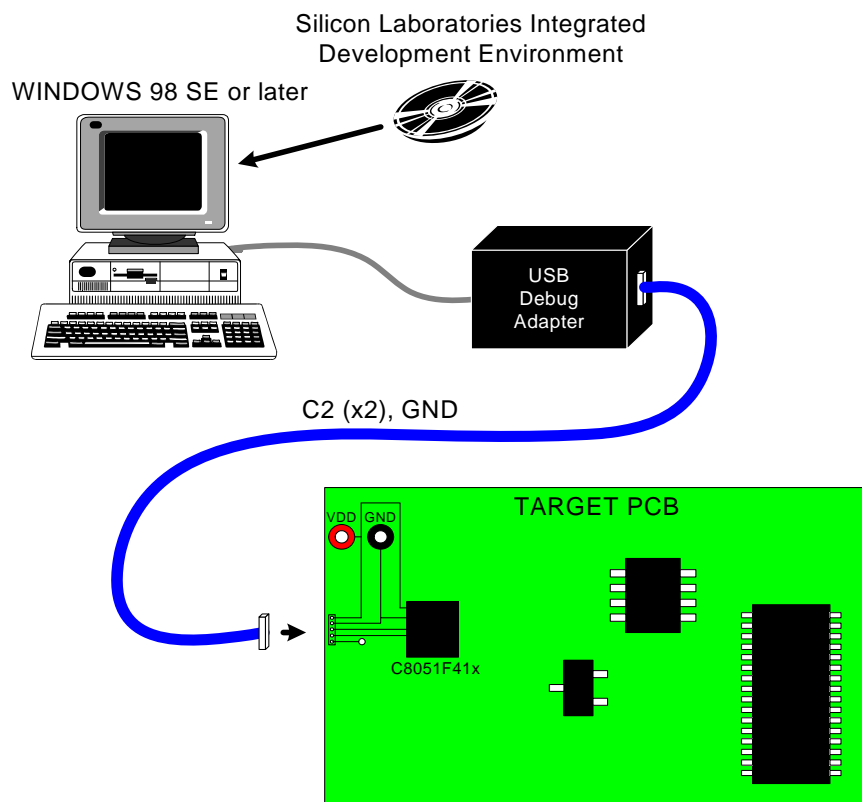 Silicon Laboratories Integrated
Development Environment
WINDOWS 98 SE or later
USB
Debug
Adapter
C2 (x2), GND
TARGET PCB
VDD
GND
C8051F41x